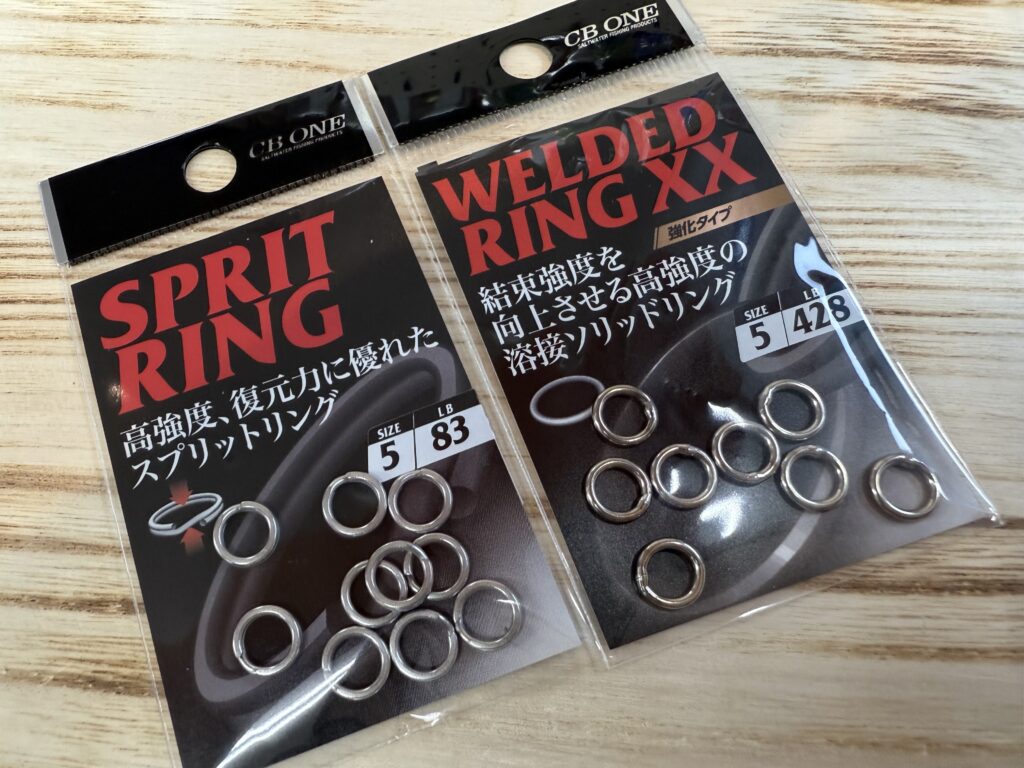 CB ONE
SALTWATER FISHING PRODUCTS
SPRIT
RING
高強度、復元力に優れた
スプリットリング
SIZE
5
LB
83
CB ONE
SALTWATER FISHING PRODUCTS
WELDED
RING XX
強化タイプ
結束強度を
向上させる高強度の
溶接ソリッドリング
SIZE
5
LB
428